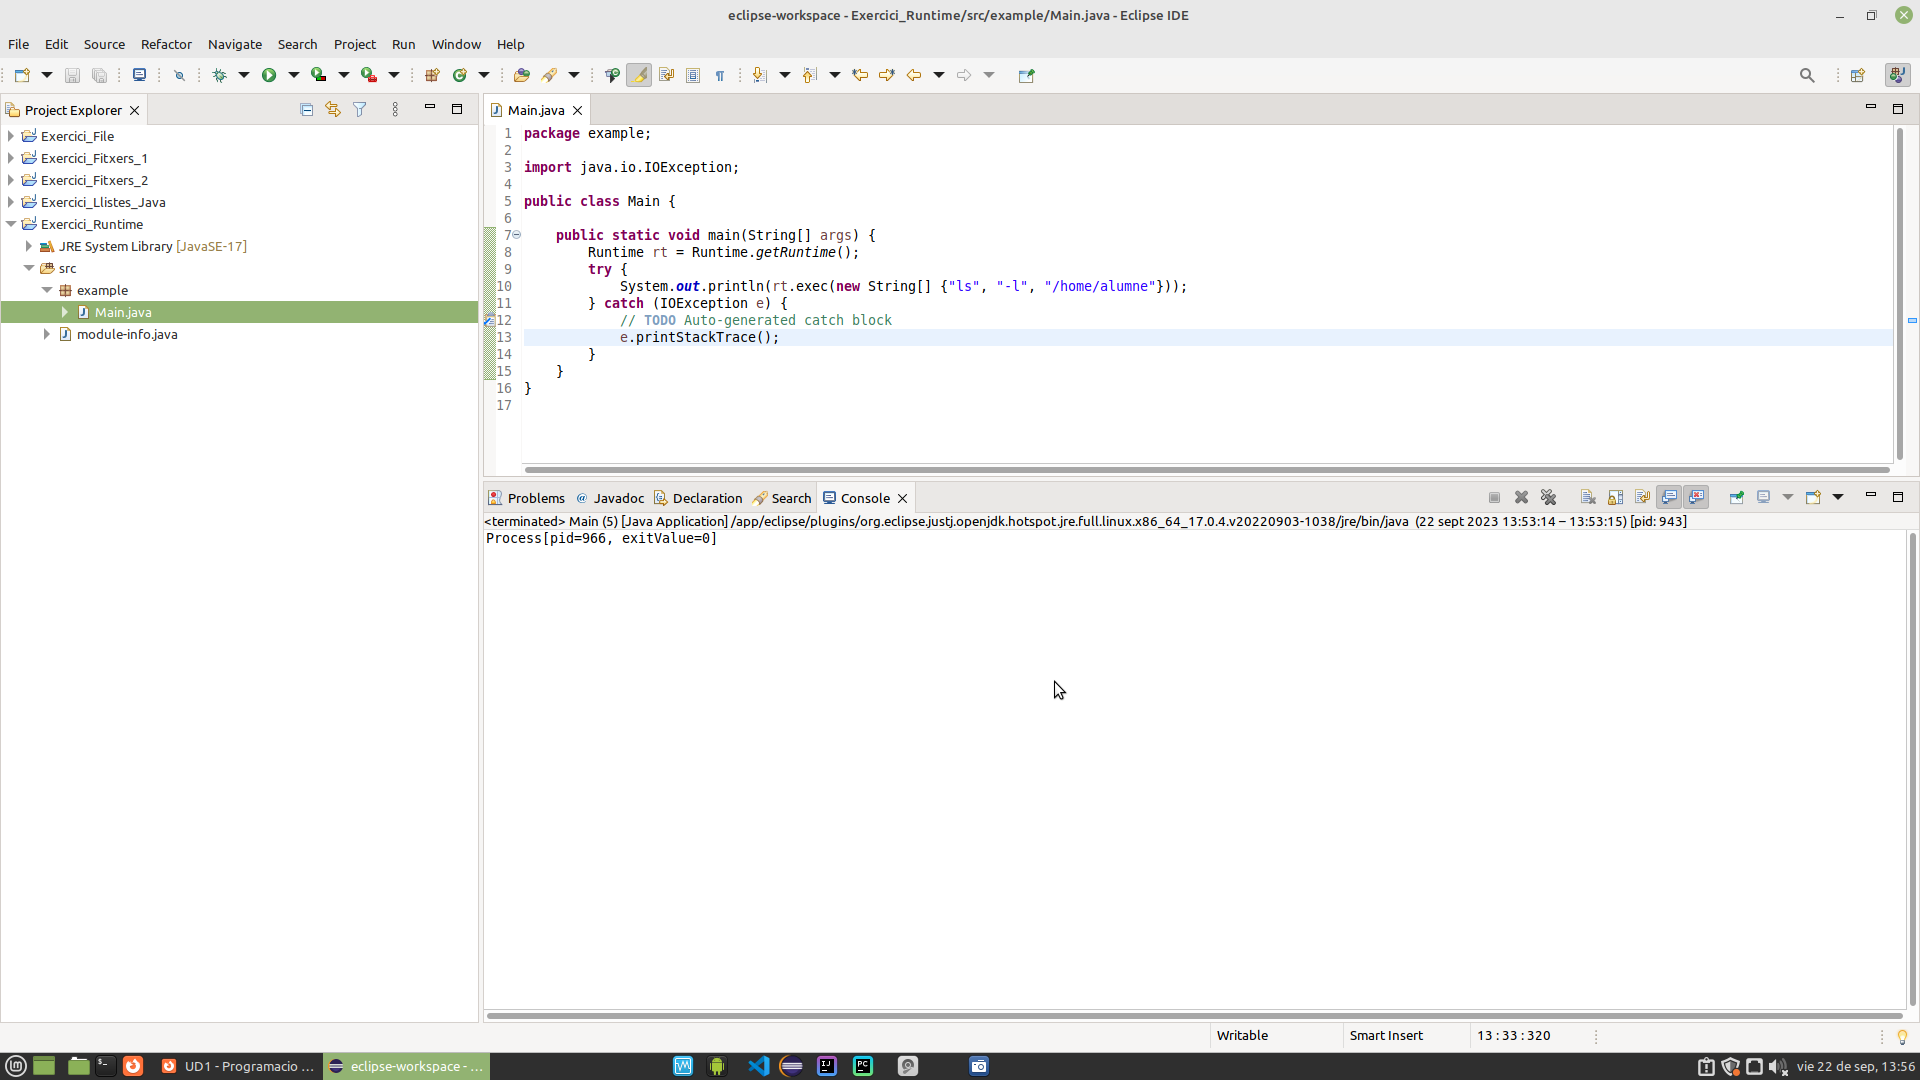 eclipse-workspace - Exercici_Runtime/src/example/Main.java - Eclipse IDE
File Edit Source Refactor Navigate Search Project Run Window Help
Project Explorer
Exercici_File
Exercici_Fitxers_1
Exercici_Fitxers_2
Exercici_Llistes_Java
Exercici_Runtime
JRE System Library [JavaSE-17]
src
example
Main.java
module-info.java
Main.java
1 package example;
2
3 import java.io.IOException;
4
5 public class Main {
6
7 public static void main(String[] args) {
8 Runtime rt = Runtime.getRuntime();
9 try {
10 System.out.println(rt.exec(new String[] {"ls", "-l", "/home/alumne"}));
11 } catch (IOException e) {
12 // TODO Auto-generated catch block
13 e.printStackTrace();
14 }
15 }
16 }
17
Problems Javadoc Declaration Search Console
<terminated> Main (5) [Java Application] /app/eclipse/plugins/org.eclipse.justj.openjdk.hotspot.jre.full.linux.x86_64_17.0.4.v20220903-1038/jre/bin/java (22 sept 2023 13:53:14 – 13:53:15) [pid: 943]
Process[pid=966, exitValue=0]
Writable Smart Insert 13 : 33 : 320
UD1 - Programacio ... eclipse-workspace - ... vie 22 de sep, 13:56